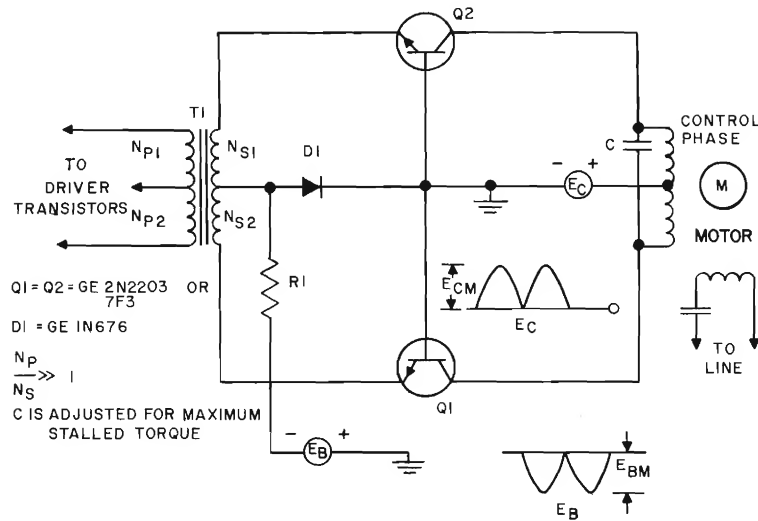 Q2
T1
CONTROL
PHASE
NP1
NS1
D1
C
TO
DRIVER
TRANSISTORS
- +
EC
M
NP2
NS2
MOTOR
Q1 = Q2 = GE 2N2203 OR
7F3
R1
ECM
EC
D1 = GE 1N676
TO
LINE
NP
NS
≫ 1
C IS ADJUSTED FOR MAXIMUM
STALLED TORQUE
Q1
- +
EB
EBM
EB